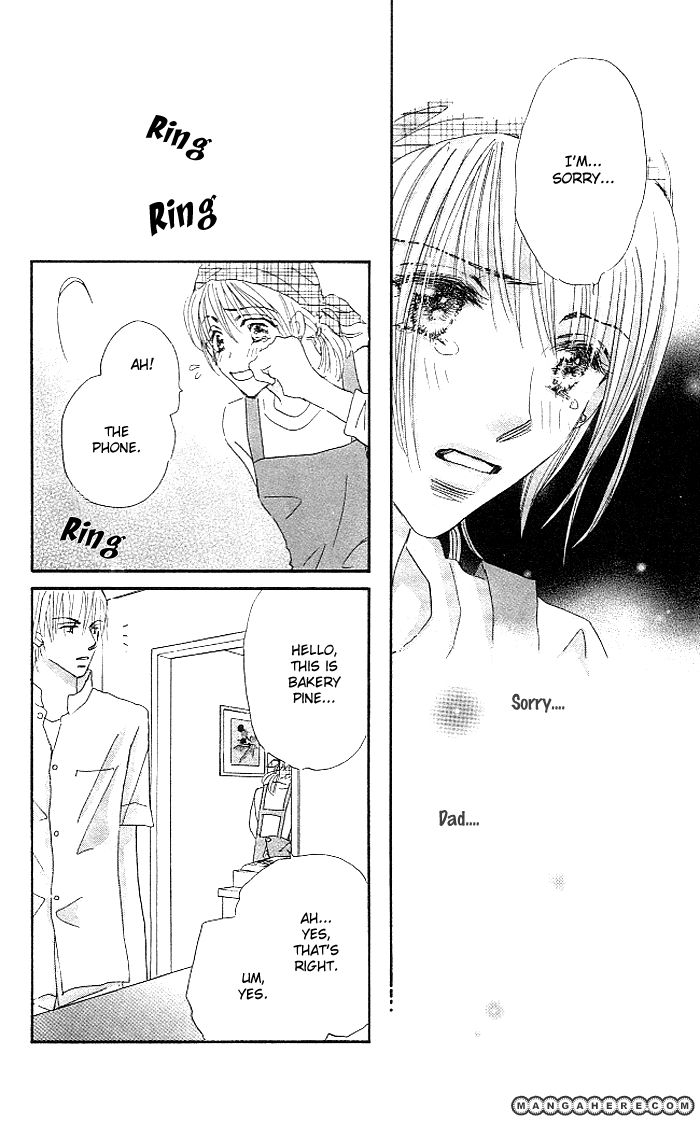 I'M...
SORRY...
Sorry....
Dad....
Ring
Ring
AH!
THE
PHONE.
Ring
HELLO,
THIS IS
BAKERY
PINE...
AH...
YES,
THAT'S
RIGHT.
UM,
YES.
MANGAHERE.COM